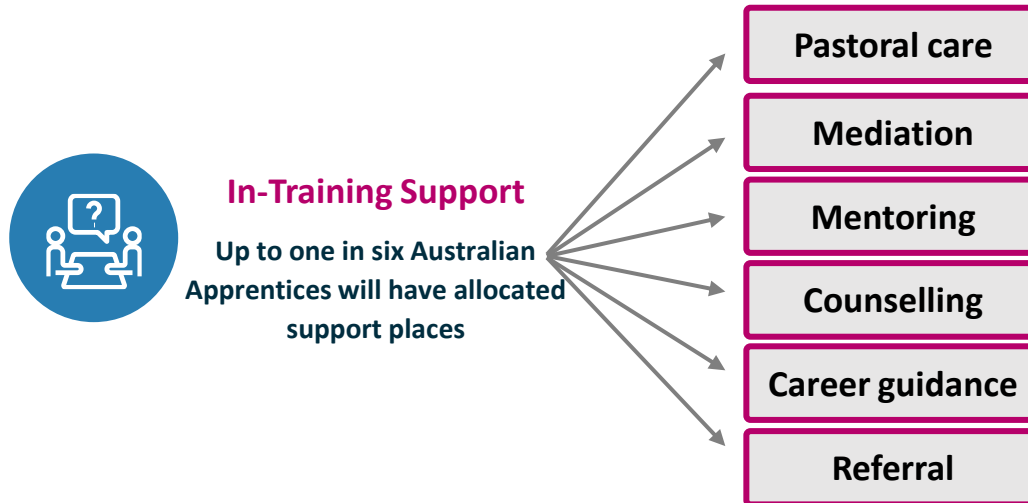 In-Training Support
Up to one in six Australian
Apprentices will have allocated
support places
Pastoral care
Mediation
Mentoring
Counselling
Career guidance
Referral
?